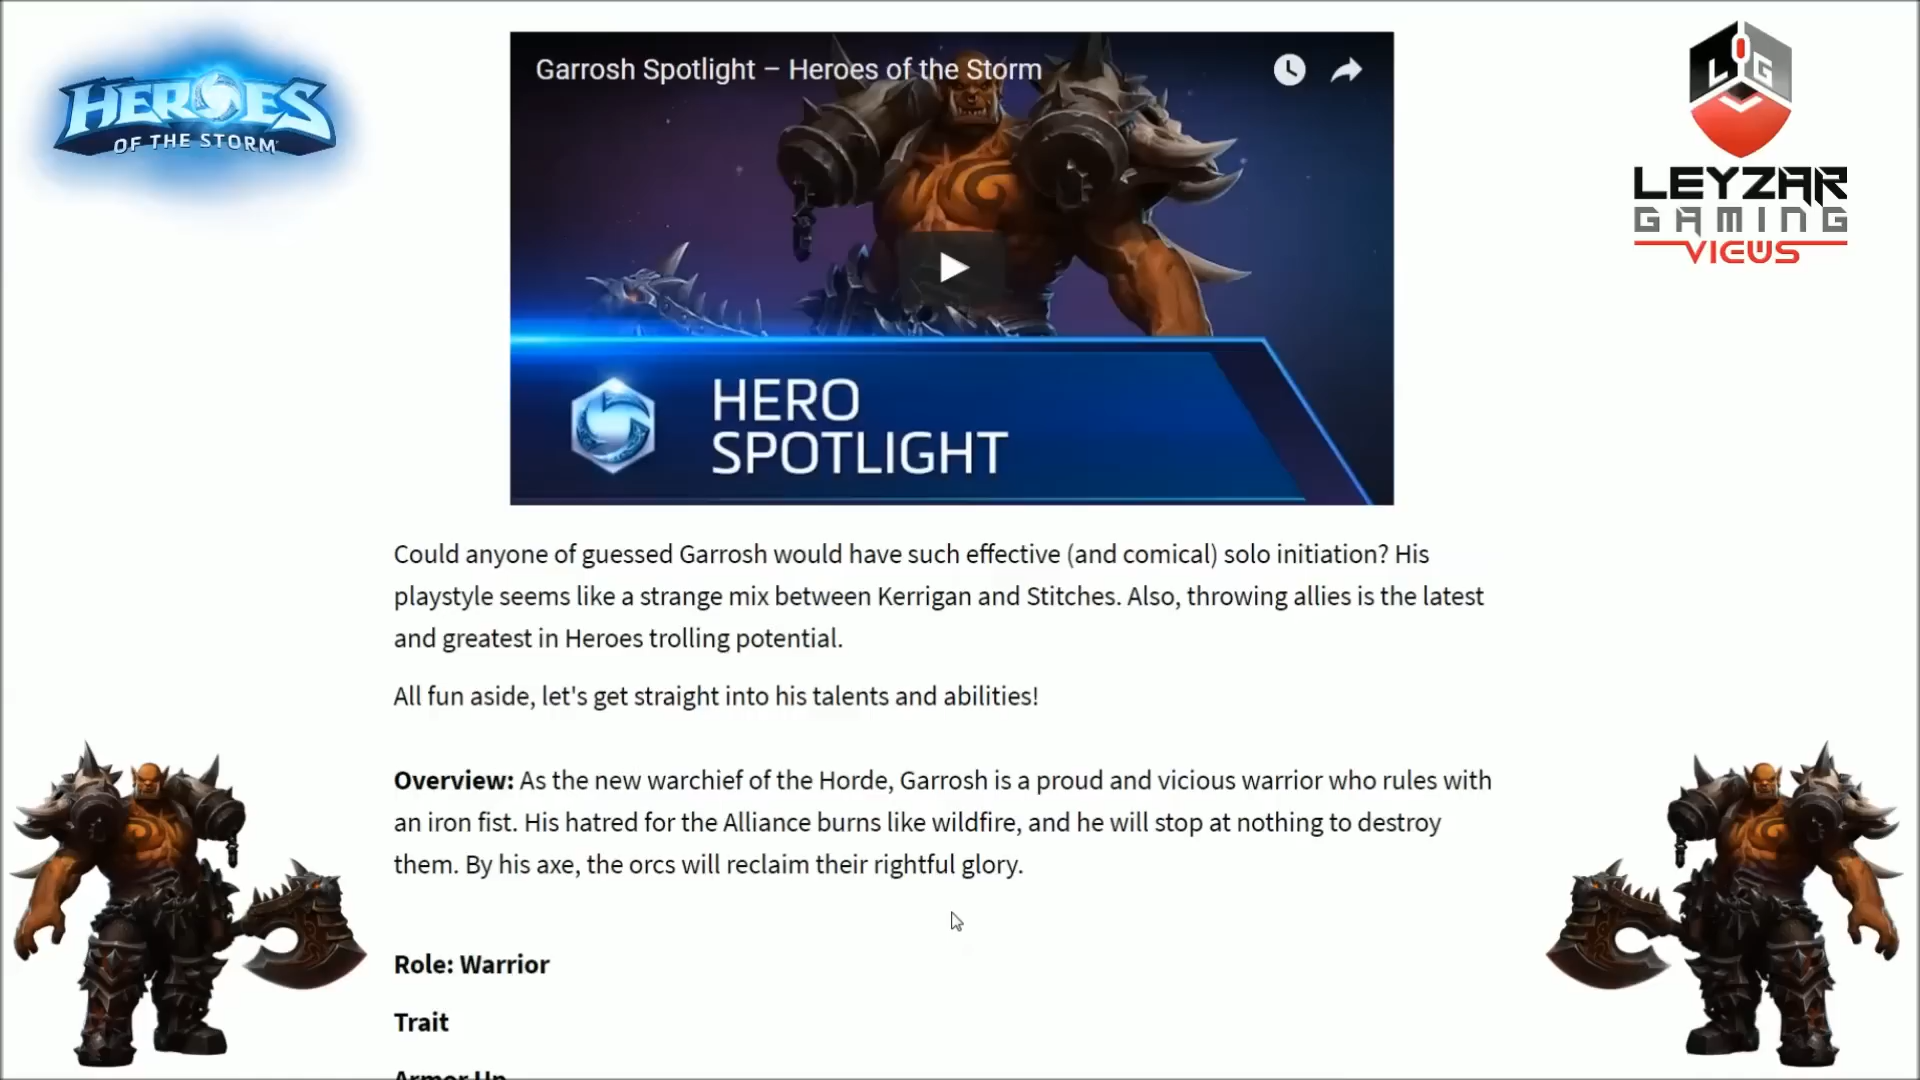 HEROES
OF THE STORM
Garrosh Spotlight – Heroes of the Storm
HERO
SPOTLIGHT
L G
LEYZAR
GAMING
VIEWS
Could anyone of guessed Garrosh would have such effective (and comical) solo initiation? His
playstyle seems like a strange mix between Kerrigan and Stitches. Also, throwing allies is the latest
and greatest in Heroes trolling potential.
All fun aside, let's get straight into his talents and abilities!
Overview: As the new warchief of the Horde, Garrosh is a proud and vicious warrior who rules with
an iron fist. His hatred for the Alliance burns like wildfire, and he will stop at nothing to destroy
them. By his axe, the orcs will reclaim their rightful glory.
Role: Warrior
Trait
Armor Up